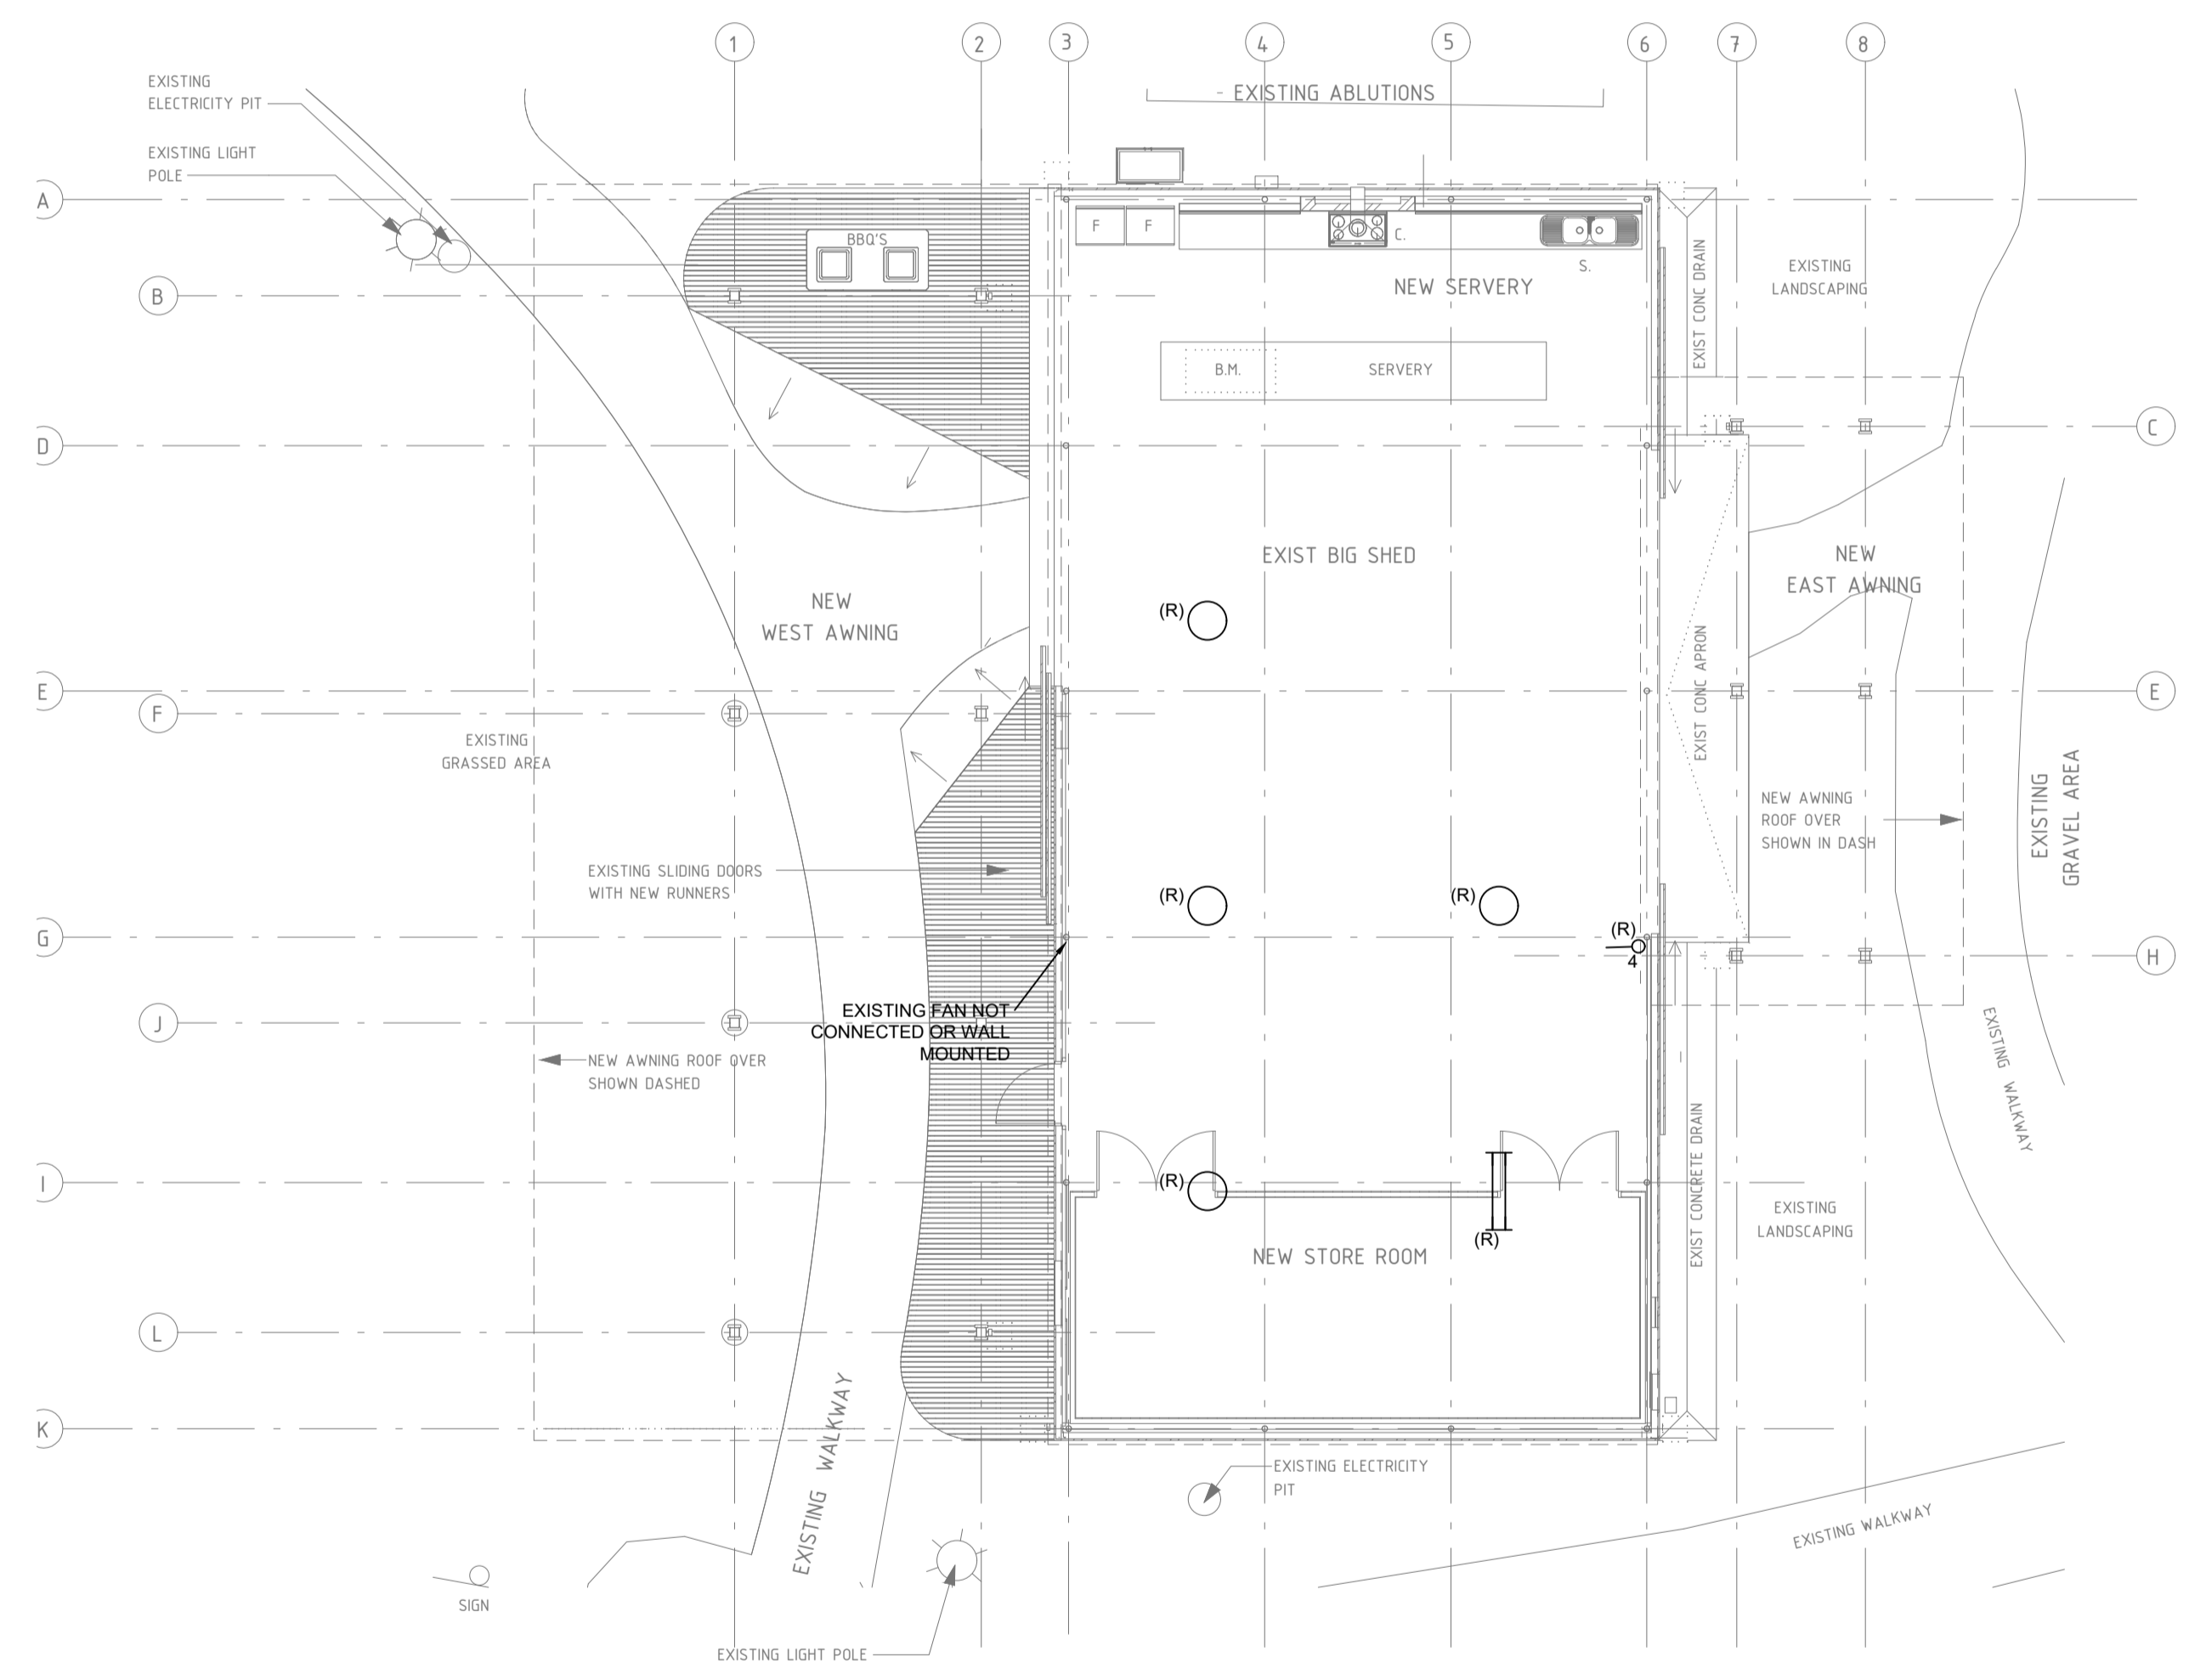 1 2 3 4 5 6 7 8
EXISTING
ELECTRICITY PIT
- EXISTING ABLUTIONS
EXISTING LIGHT
POLE
A
F F
BBQ'S
C.
S.
NEW SERVERY
EXIST CONC DRAIN
EXISTING
LANDSCAPING
B
B.M.
SERVERY
D
C
EXIST BIG SHED
NEW
EAST AWNING
NEW
WEST AWNING
(R)
EXIST CONC APRON
E
E
F
EXISTING
GRASSED AREA
NEW AWNING
ROOF OVER
SHOWN IN DASH
EXISTING
GRAVEL AREA
EXISTING SLIDING DOORS
WITH NEW RUNNERS
(R)
(R)
(R)
4
G
H
EXISTING FAN NOT
CONNECTED OR WALL
MOUNTED
J
NEW AWNING ROOF OVER
SHOWN DASHED
EXISTING WALKWAY
EXIST CONCRETE DRAIN
(R)
I
EXISTING
LANDSCAPING
(R)
NEW STORE ROOM
L
K
EXISTING WALKWAY
EXISTING ELECTRICITY
PIT
EXISTING WALKWAY
SIGN
EXISTING LIGHT POLE